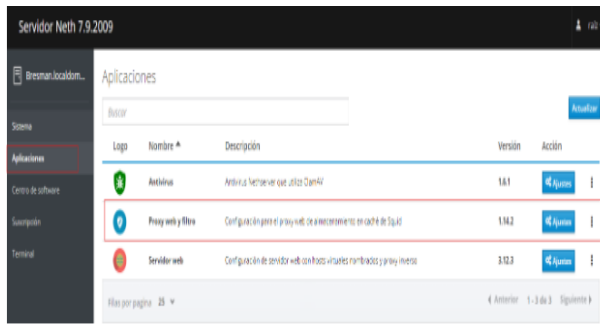 Servidor Neth 7.9.2009
rab
Bresman.localdom...
Aplicaciones
Buscar
Actualizar
Sistema
Aplicaciones
Centro de software
Suscripción
Terminal
Logo Nombre Descripción Versión Acción
Antivirus Antivirus Nethserver que utiliza ClamAV 1.6.1 Ajustes
Proxy web y filtro Configuración para el proxy web de almacenamiento en caché de Squid 1.14.2 Ajustes
Servidor web Configuración de servidor web con hosts virtuales nombrados y proxy inverso 3.12.3 Ajustes
Filas por pagina 25 Anterior 1-3 de 3 Siguiente